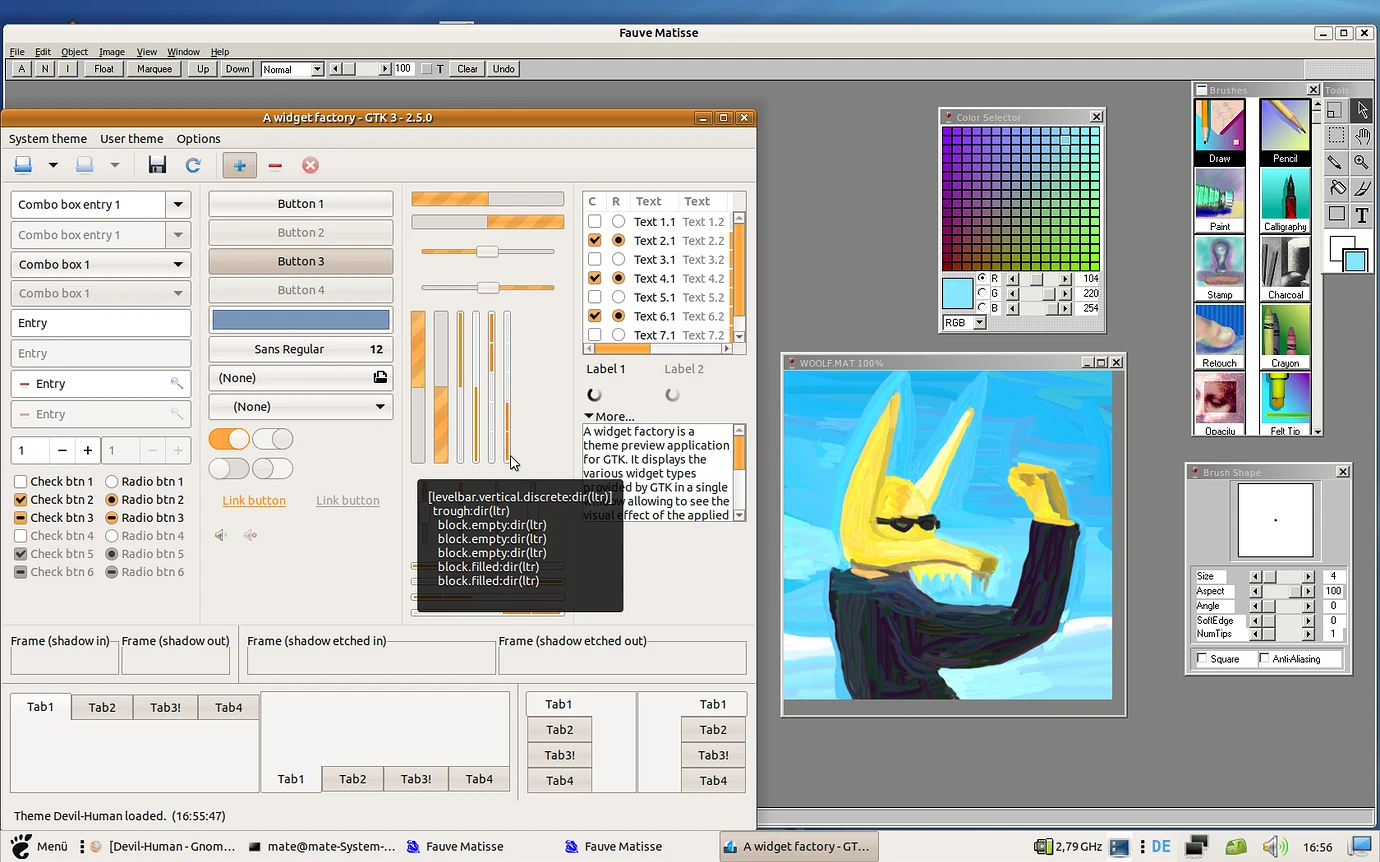 Fauve Matisse
File Edit Object Image View Window Help
A N I Float Marquee Up Down Normal 100 T Clear Undo
A widget factory - GTK 3 - 2.5.0
System theme User theme Options
Combo box entry 1
Combo box entry 1
Combo box 1
Combo box 1
Entry
Entry
Entry
Entry
1 1
Check btn 1 Radio btn 1
Check btn 2 Radio btn 2
Check btn 3 Radio btn 3
Check btn 4 Radio btn 4
Check btn 5 Radio btn 5
Check btn 6 Radio btn 6
Button 1
Button 2
Button 3
Button 4
Sans Regular 12
(None)
(None)
Link button Link button
C R Text Text
Text 1.1 Text 1.2
Text 2.1 Text 2.2
Text 3.1 Text 3.2
Text 4.1 Text 4.2
Text 5.1 Text 5.2
Text 6.1 Text 6.2
Text 7.1 Text 7.2
Label 1 Label 2
More...
A widget factory is a
theme preview application
for GTK. It displays the
various widget types
provided by GTK in a single
window allowing to see the
visual effect of the applied
[levelbar.vertical.discrete:dir(ltr)]
trough:dir(ltr)
block.empty:dir(ltr)
block.empty:dir(ltr)
block.empty:dir(ltr)
block.filled:dir(ltr)
block.filled:dir(ltr)
Frame (shadow in) Frame (shadow out) Frame (shadow etched in) Frame (shadow etched out)
Tab1 Tab2 Tab3! Tab4
Tab1 Tab2 Tab3! Tab4
Tab1
Tab2
Tab3!
Tab4
Tab1
Tab2
Tab3!
Tab4
Theme Devil-Human loaded. (16:55:47)
Color Selector
R 104
G 220
B 254
RGB
WOOLF.MAT 100%
Brushes
Draw Pencil
Paint Calligraphy
Stamp Charcoal
Retouch Crayon
Opacity Felt Tip
Tools
T
Brush Shape
Size 4
Aspect 100
Angle 0
SoftEdge 0
NumTips 1
Square Anti-Aliasing
Menü [Devil-Human - Gnom... mate@mate-System-... Fauve Matisse Fauve Matisse A widget factory - GT... 2,79 GHz DE 16:56